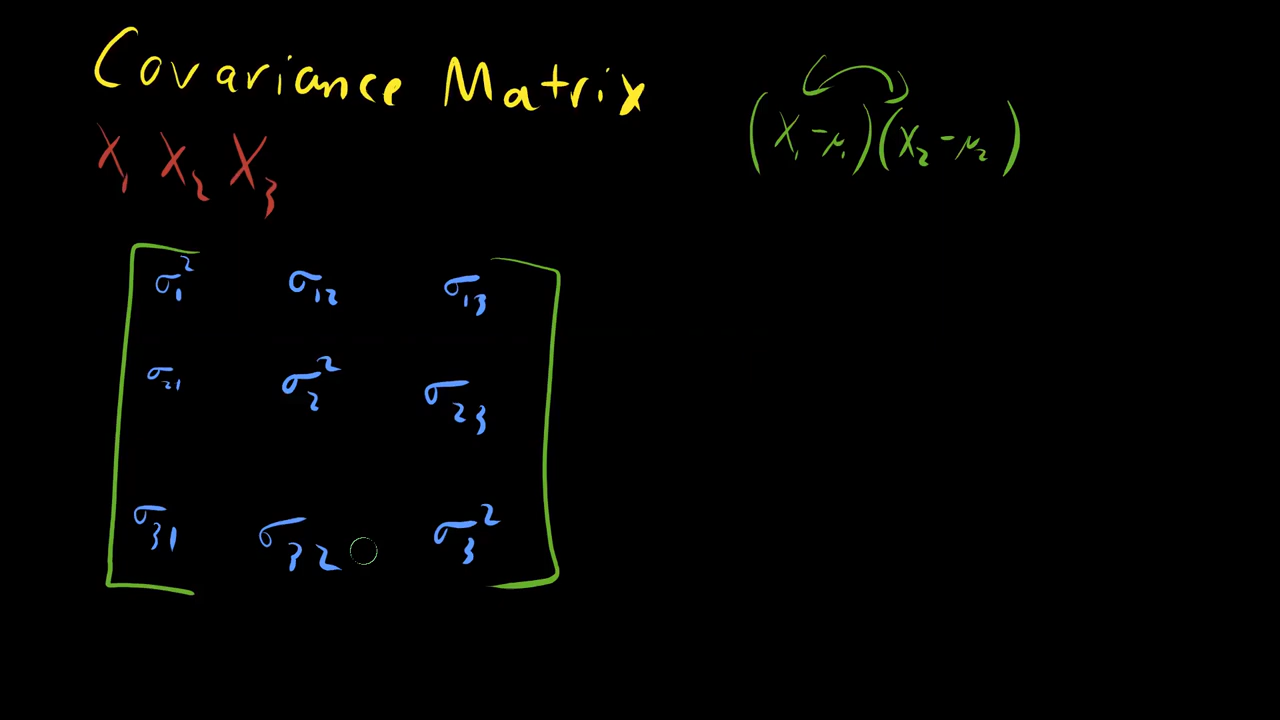 Covariance Matrix
(X₁ - μ₁)(X₂ - μ₂)
X₁ X₂ X₃
σ₁² σ₁₂ σ₁₃
σ₂₁ σ₂² σ₂₃
σ₃₁ σ₃₂ σ₃²